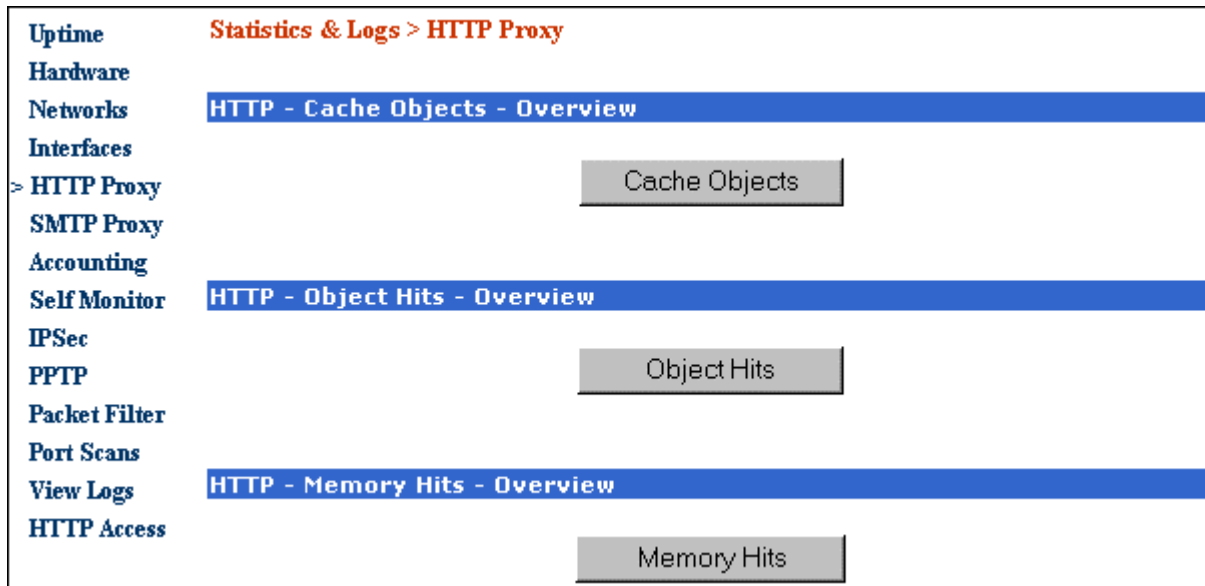 Uptime
Hardware
Networks
Interfaces
> HTTP Proxy
SMTP Proxy
Accounting
Self Monitor
IPSec
PPTP
Packet Filter
Port Scans
View Logs
HTTP Access
Statistics & Logs > HTTP Proxy
HTTP - Cache Objects - Overview
Cache Objects
HTTP - Object Hits - Overview
Object Hits
HTTP - Memory Hits - Overview
Memory Hits